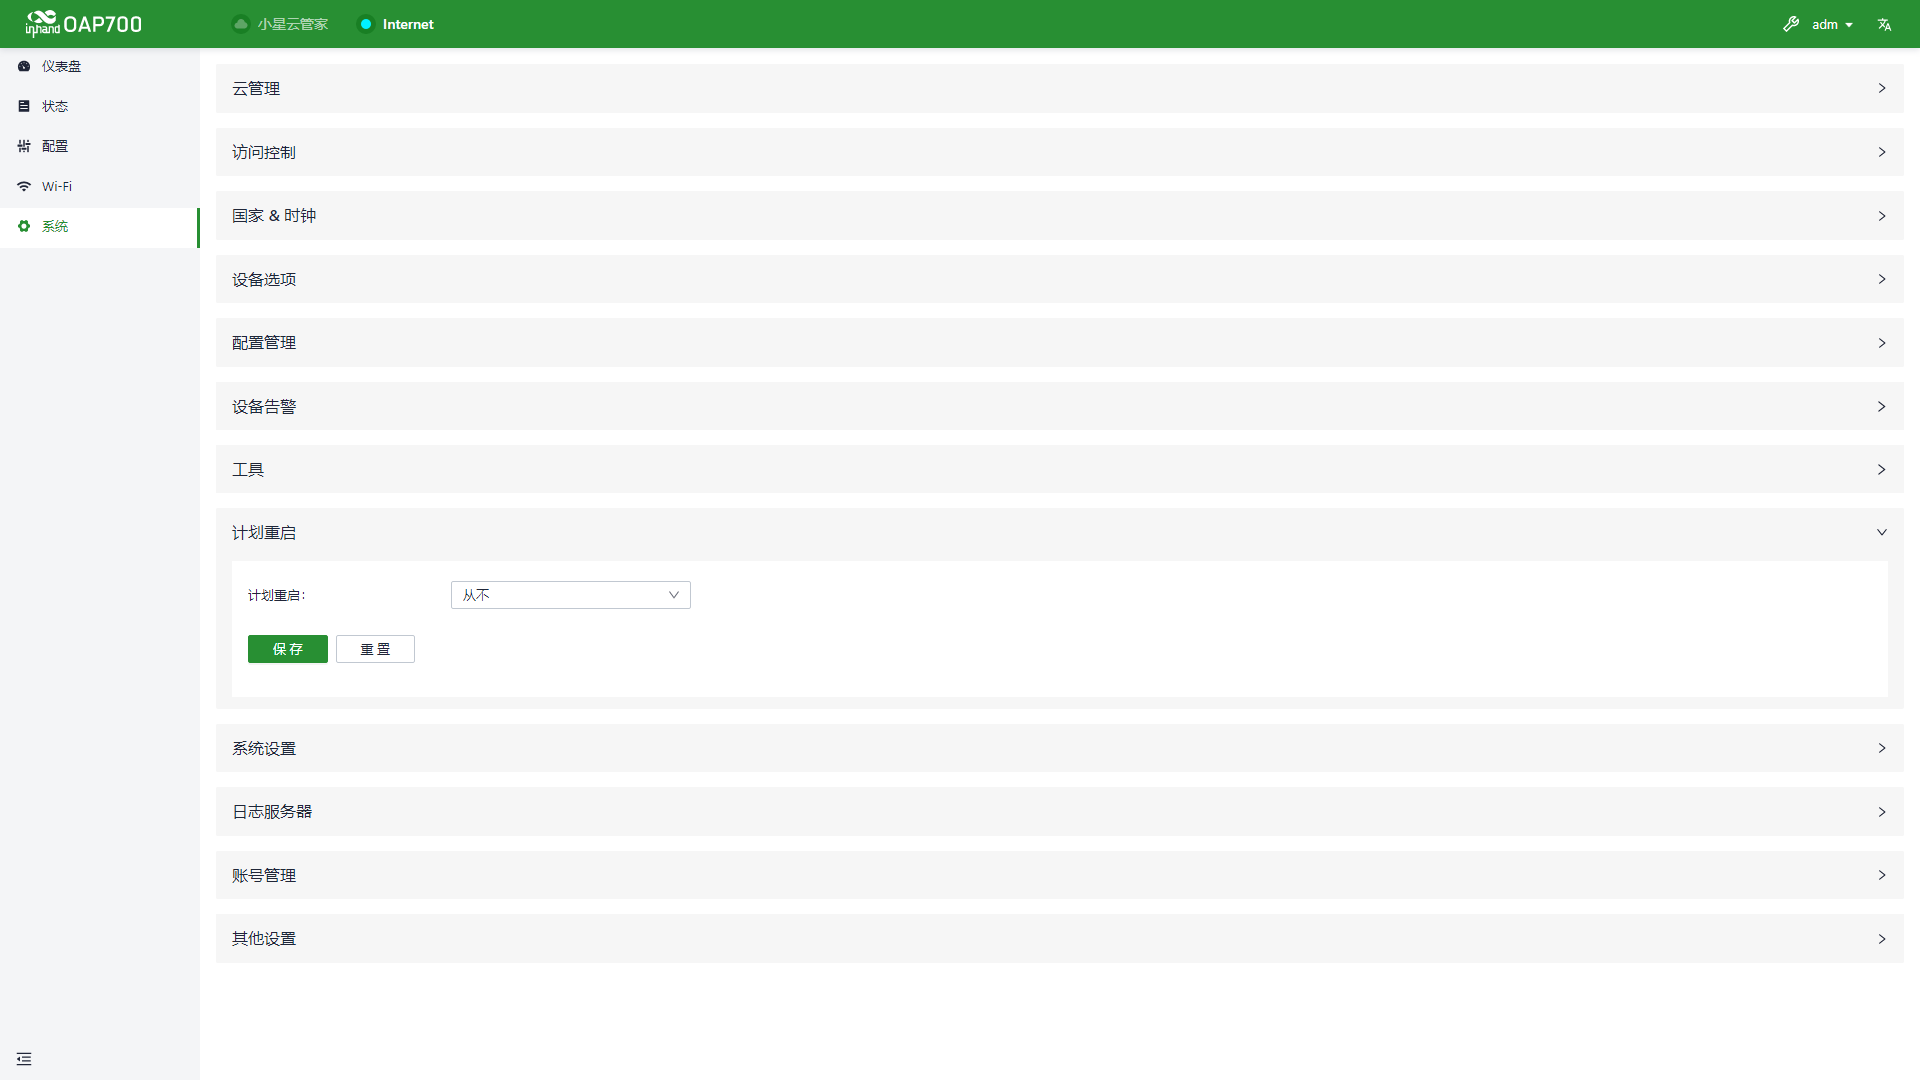 inhand OAP700
小星云管家
Internet
adm
仪表盘
状态
配置
Wi-Fi
系统
云管理
访问控制
国家 & 时钟
设备选项
配置管理
设备告警
工具
计划重启
计划重启:
从不
保存
重置
系统设置
日志服务器
账号管理
其他设置